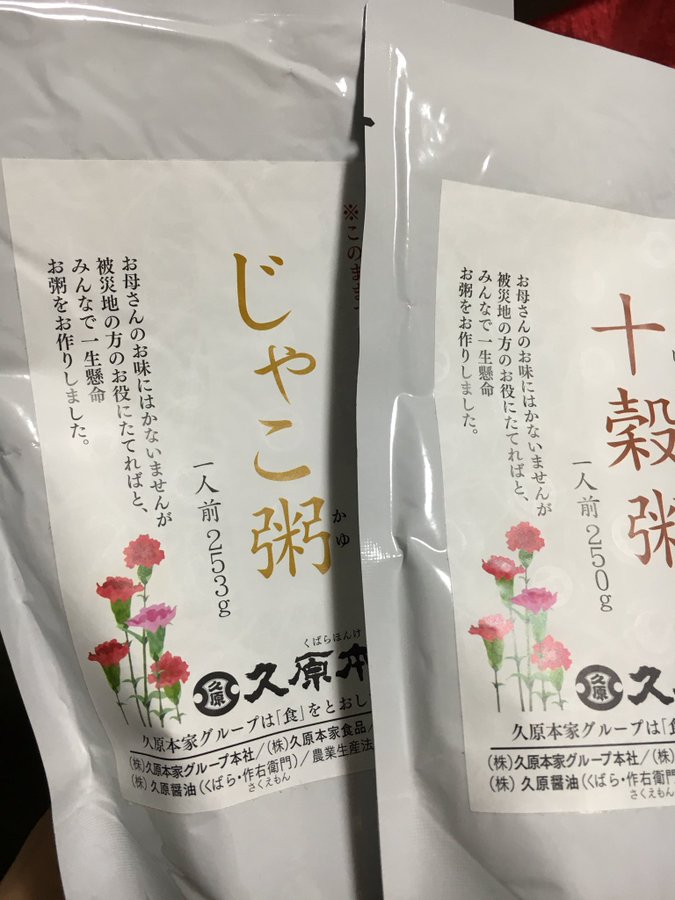 ※このまま
じゃこ粥
かゆ
お母さんのお味にはかないませんが
被災地の方のお役にたてればと、
みんなで一生懸命
お粥をお作りしました。
一人前253g
くばらほんけ
久原
久原本
久原本家グループは「食」をとおし
(株)久原本家グループ本社/(株)久原本家食品/
(株)久原醤油(くばら・作右衛門)/農業生産法
さくえもん
十穀粥
お母さんのお味にはかないませんが
被災地の方のお役にたてればと、
みんなで一生懸命
お粥をお作りしました。
一人前250g
久原
久
久原本家グループは「食
(株)久原本家グループ本社/(株)
(株)久原醤油(くばら・作右衛門
さくえもん